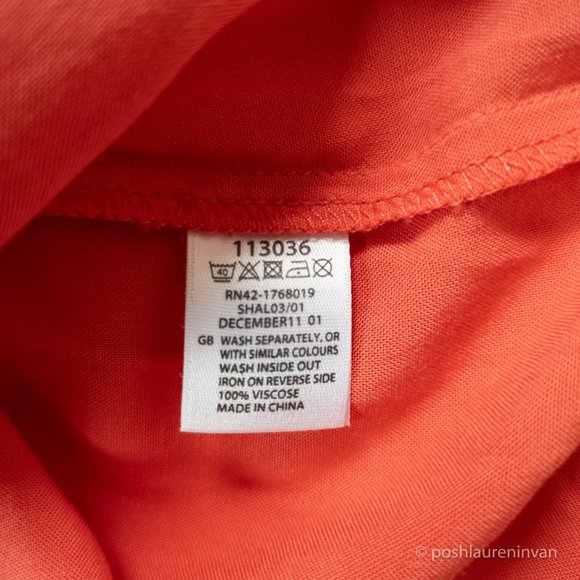 113036
40
RN42-1768019
SHAL03/01
DECEMBER11 01
GB WASH SEPARATELY, OR
WITH SIMILAR COLOURS
WASH INSIDE OUT
IRON ON REVERSE SIDE
100% VISCOSE
MADE IN CHINA
© poshlaureninvan